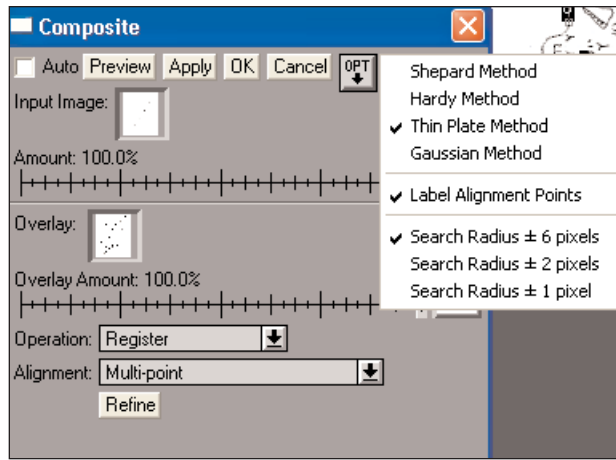 Composite
Auto Preview Apply OK Cancel OPT
Shepard Method
Hardy Method
Thin Plate Method
Gaussian Method
Label Alignment Points
Search Radius ± 6 pixels
Search Radius ± 2 pixels
Search Radius ± 1 pixel
Input Image:
Amount: 100.0%
Overlay:
Overlay Amount: 100.0%
Operation: Register
Alignment: Multi-point
Refine